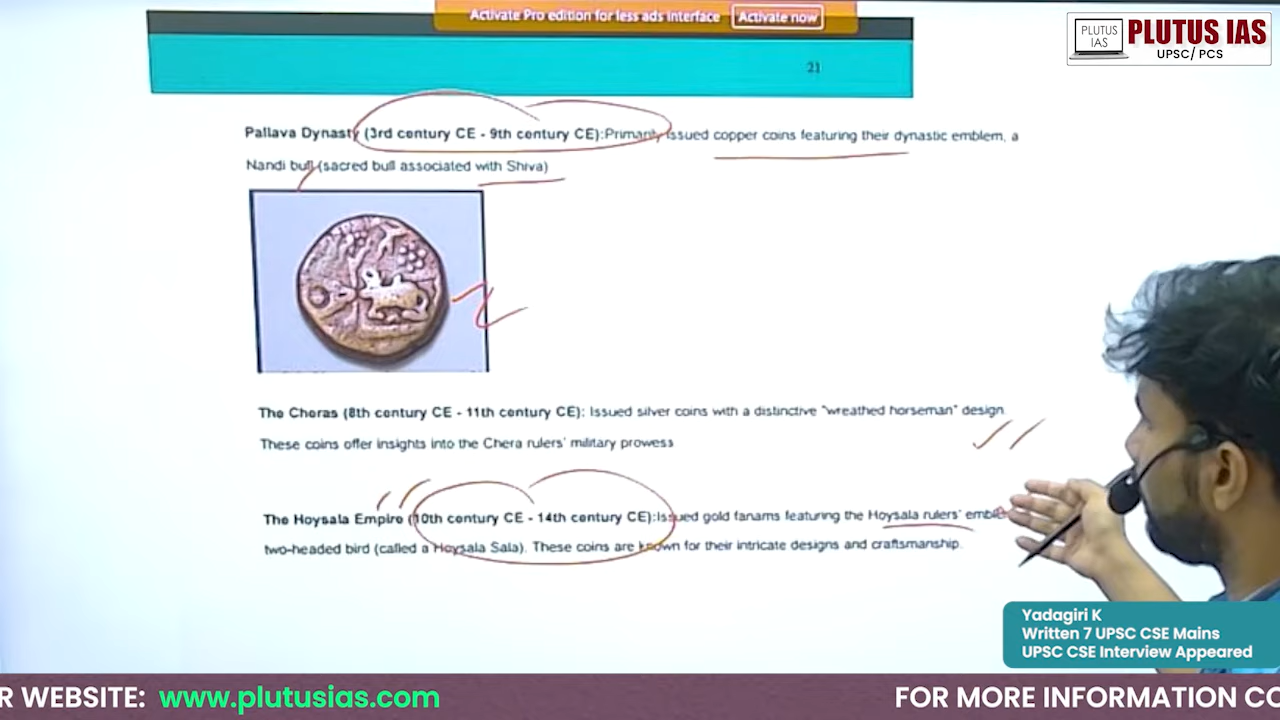 Activate Pro edition for less ads interface Activate now
PLUTUS IAS
PLUTUS IAS
UPSC/ PCS
21
Pallava Dynasty (3rd century CE - 9th century CE):Primarily issued copper coins featuring their dynastic emblem, a
Nandi bull (sacred bull associated with Shiva)
The Cheras (8th century CE - 11th century CE): Issued silver coins with a distinctive "wreathed horseman" design
These coins offer insights into the Chera rulers' military prowess
The Hoysala Empire (10th century CE - 14th century CE):Issued gold fanams featuring the Hoysala rulers'
two-headed bird (called a Hoysala Sala). These coins are known for their intricate designs and craftsmanship.
Yadagiri K
Written 7 UPSC CSE Mains
UPSC CSE Interview Appeared
R WEBSITE: www.plutusias.com FOR MORE INFORMATION CO